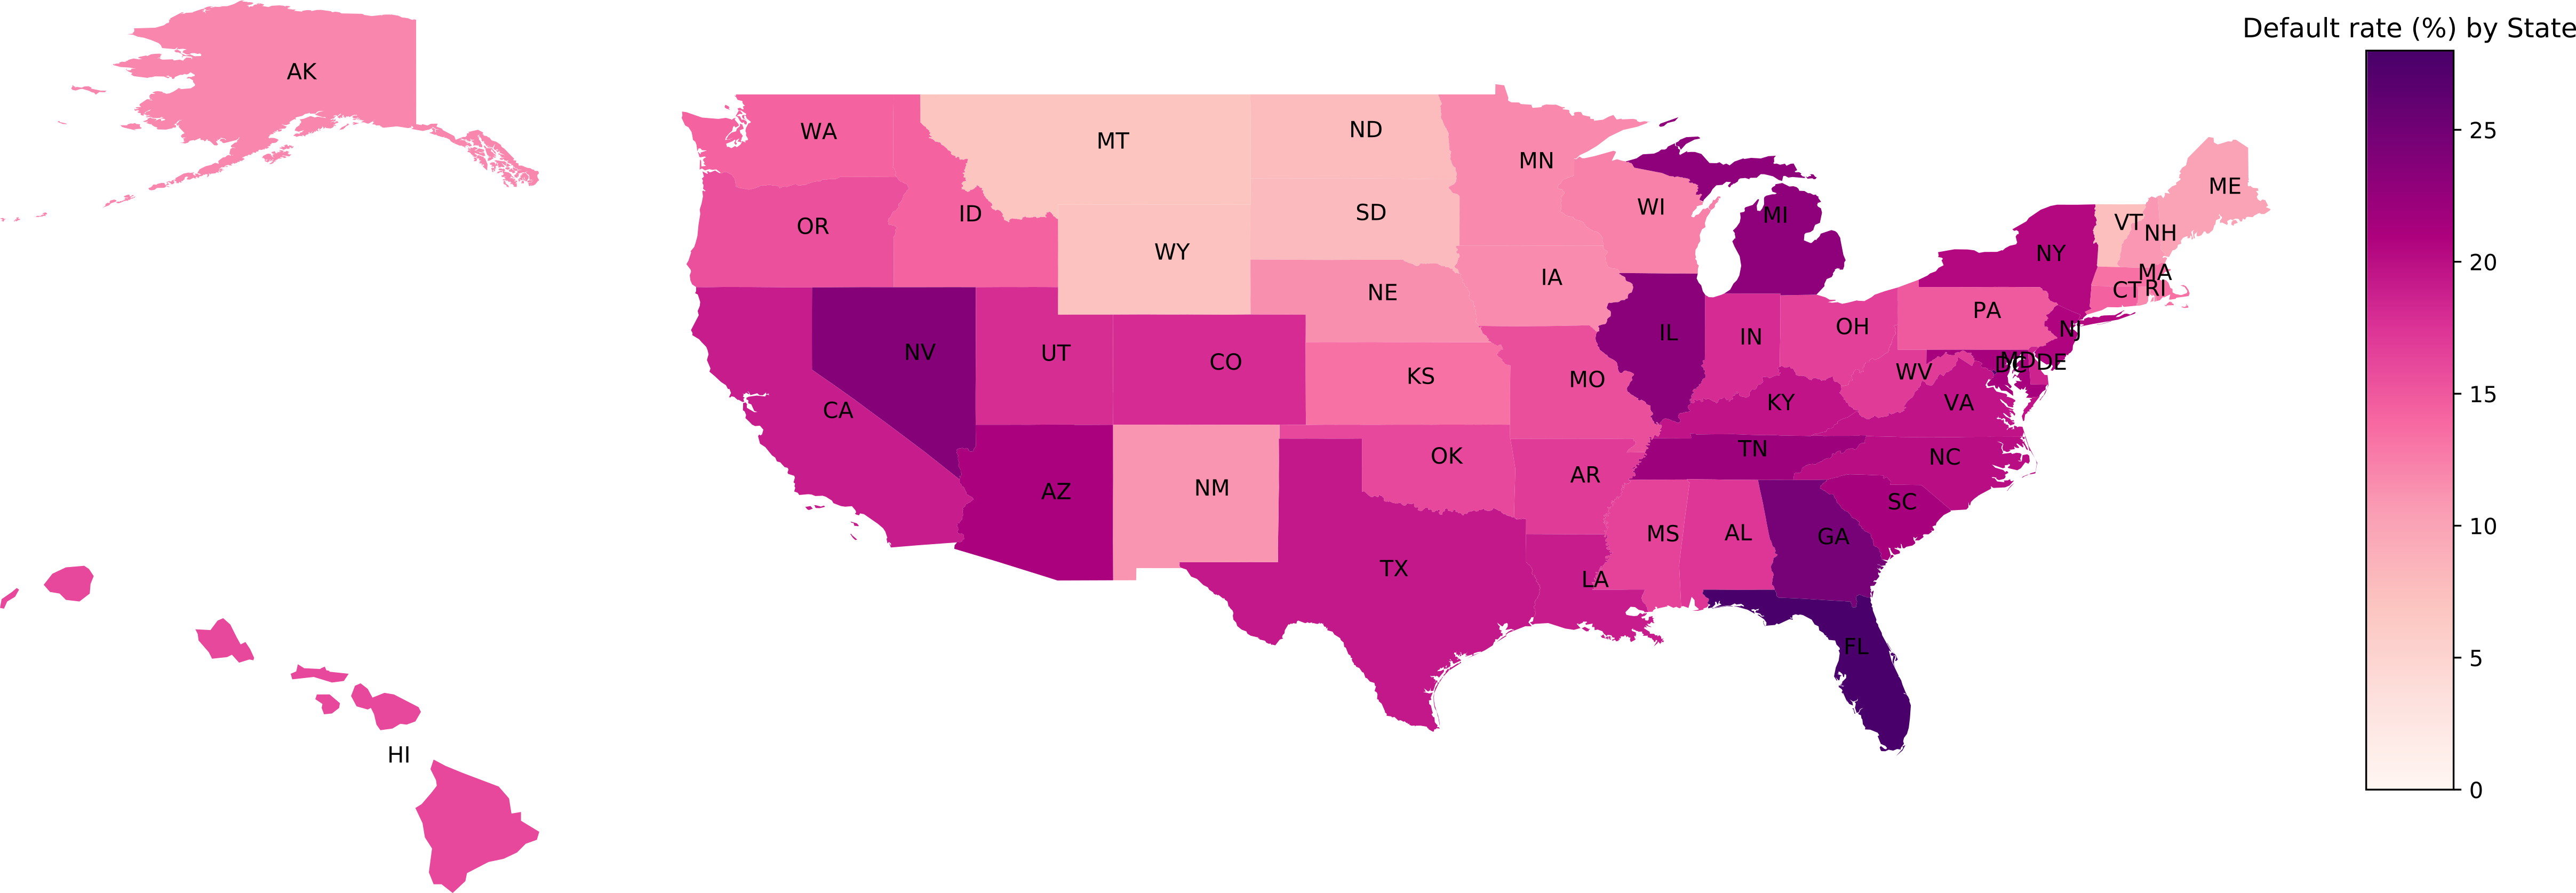 Default rate (%) by State
AK
WA
MT
ND
MN
ME
OR
ID
WY
SD
WI
MI
NY
VT
NH
MA
CT
RI
NE
IA
PA
NJ
NV
UT
CO
KS
MO
IL
IN
OH
WV
DC
MD
DE
CA
KY
VA
AZ
NM
OK
AR
TN
NC
SC
TX
LA
MS
AL
GA
FL
HI
25
20
15
10
5
0